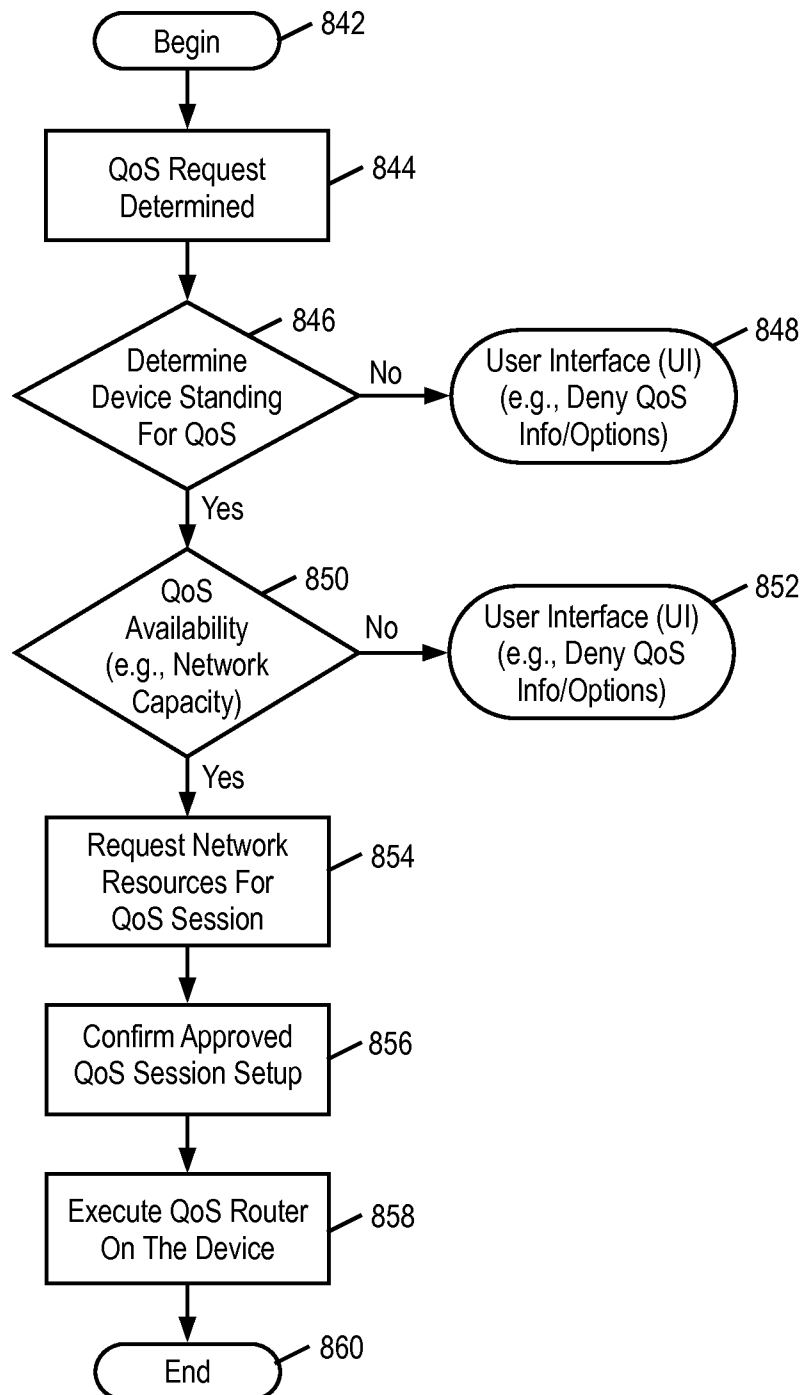 Begin
842
QoS Request
Determined
844
846
Determine
Device Standing
For QoS
No
User Interface (UI)
(e.g., Deny QoS
Info/Options)
848
Yes
850
QoS
Availability
(e.g., Network
Capacity)
No
User Interface (UI)
(e.g., Deny QoS
Info/Options)
852
Yes
Request Network
Resources For
QoS Session
854
Confirm Approved
QoS Session Setup
856
Execute QoS Router
On The Device
858
End
860